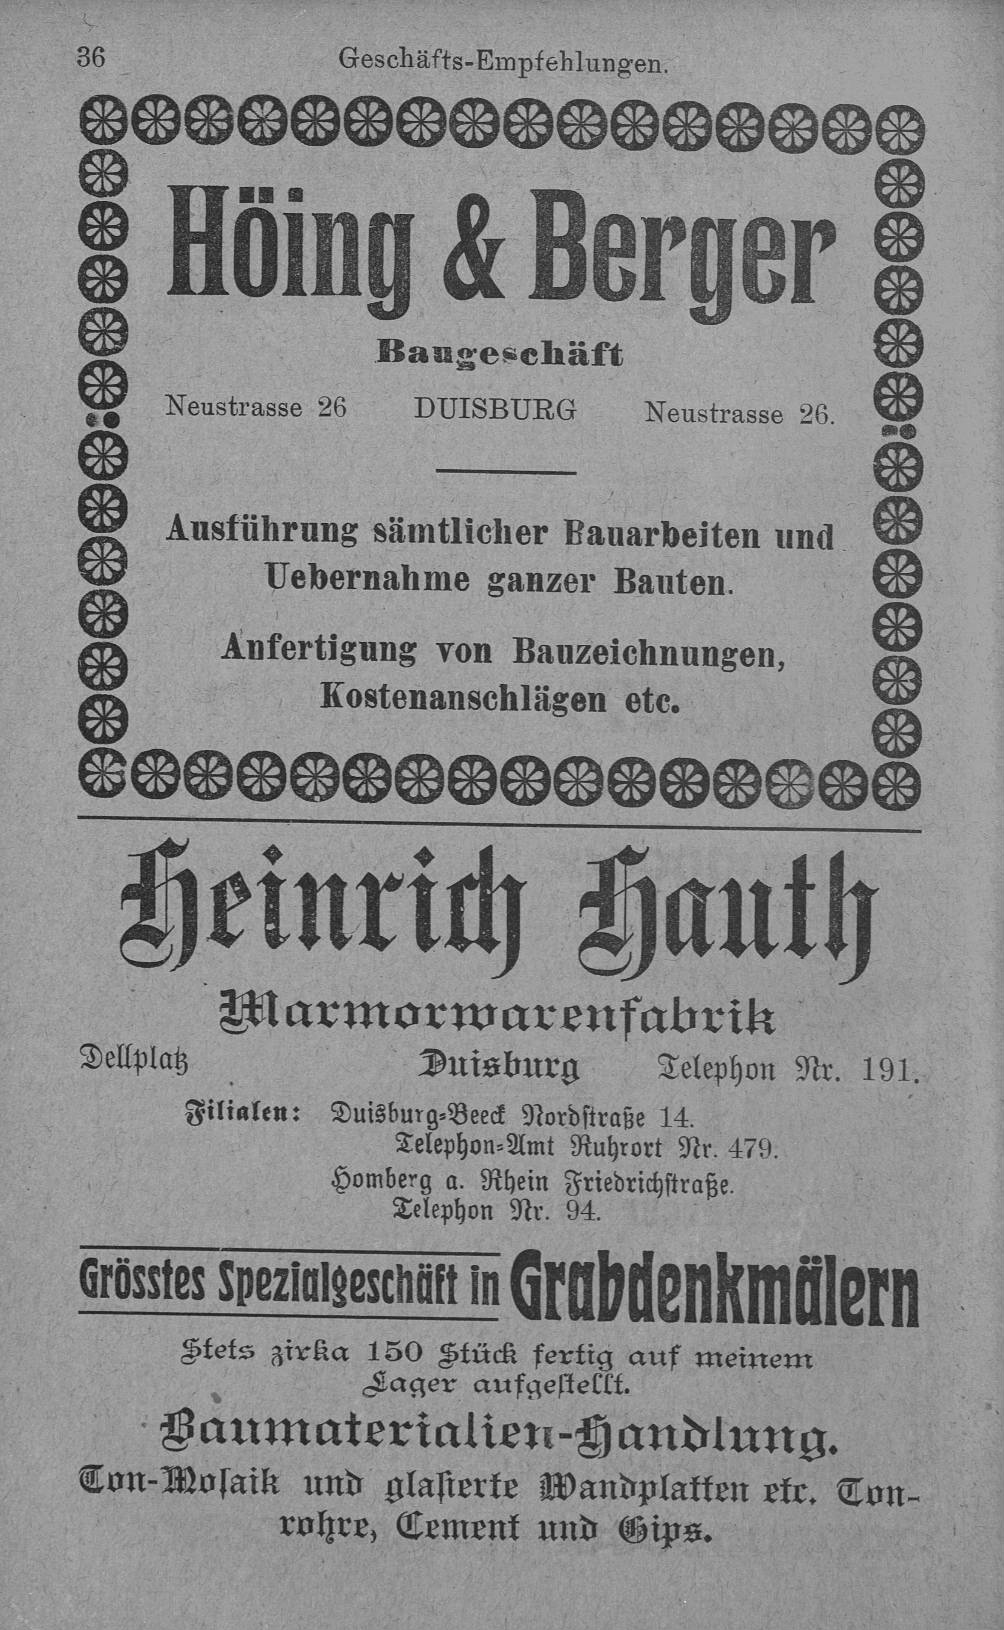 36
Geschäfts-Empfehlungen.
Höing & Berger
Baugeschäft
Neustrasse 26 DUISBURG Neustrasse 26.
Ausführung sämtlicher Bauarbeiten und
Uebernahme ganzer Bauten.
Anfertigung von Bauzeichnungen,
Kostenanschlägen etc.
Heinrich Hauth
Marmorwarenfabrik
Dellplatz Duisburg Telephon Nr. 191.
Filialen: Duisburg-Beeck Nordstraße 14.
Telephon-Amt Ruhrort Nr. 479.
Homberg a. Rhein Friedrichstraße.
Telephon Nr. 94.
Grösstes Spezialgeschäft in Grabdenkmälern
Stets zirka 150 Stück fertig auf meinem
Lager aufgestellt.
Baumaterialien-Handlung.
Ton-Mosaik und glasierte Wandplatten etc. Ton-
rohre, Cement und Gips.